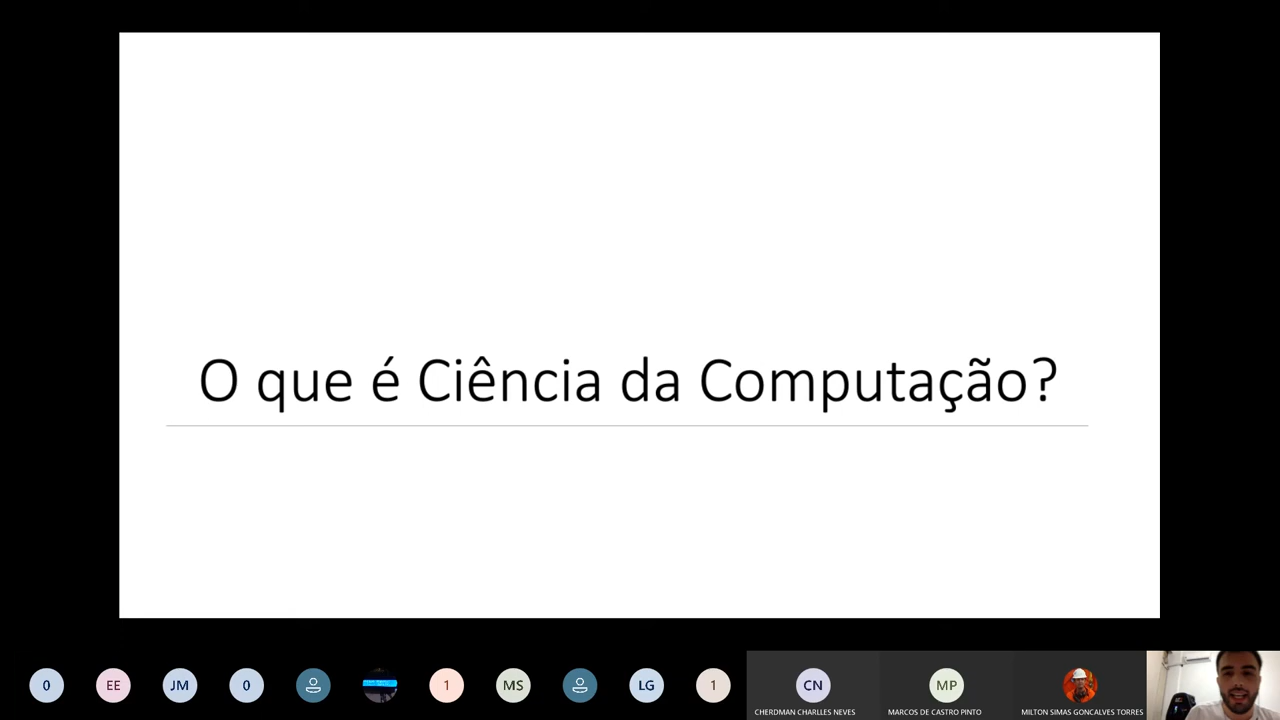 O que é Ciência da Computação?
0
EE
JM
0
1
MS
LG
1
CN
CHERDMAN CHARLLES NEVES
MP
MARCOS DE CASTRO PINTO
MILTON SIMAS GONCALVES TORRES